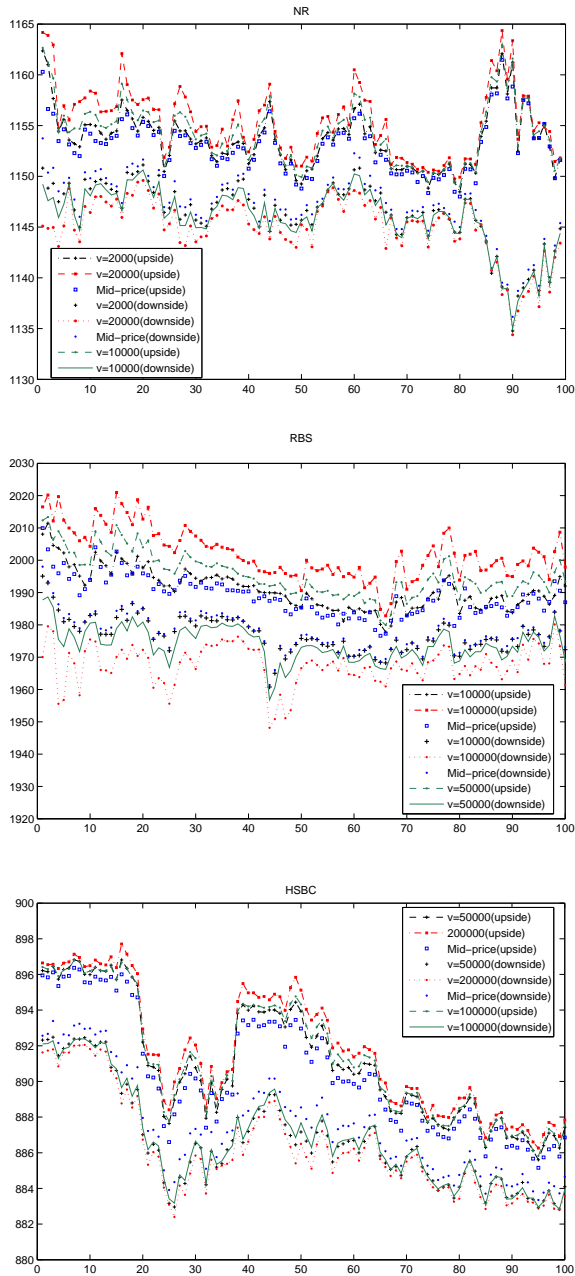 NR
1165
1160
1155
1150
1145
1140
1135
1130
v=2000(upside)
v=20000(upside)
Mid−price(upside)
v=2000(downside)
v=20000(downside)
Mid−price(downside)
v=10000(upside)
v=10000(downside)
0 10 20 30 40 50 60 70 80 90 100
RBS
2030
2020
2010
2000
1990
1980
1970
1960
1950
1940
1930
1920
v=10000(upside)
v=100000(upside)
Mid−price(upside)
v=10000(downside)
v=100000(downside)
Mid−price(downside)
v=50000(upside)
v=50000(downside)
0 10 20 30 40 50 60 70 80 90 100
HSBC
900
898
896
894
892
890
888
886
884
882
880
v=50000(upside)
200000(upside)
Mid−price(upside)
v=50000(downside)
v=200000(downside)
Mid−price(downside)
v=100000(upside)
v=100000(downside)
0 10 20 30 40 50 60 70 80 90 100